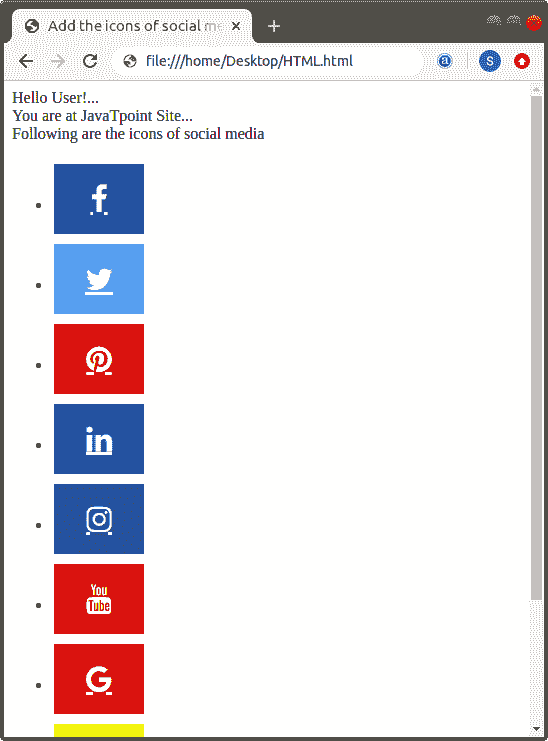 Add the icons of social me
file:///home/Desktop/HTML.html
a
S
Hello User!...
You are at JavaTpoint Site...
Following are the icons of social media
f
in
You
Tube
G